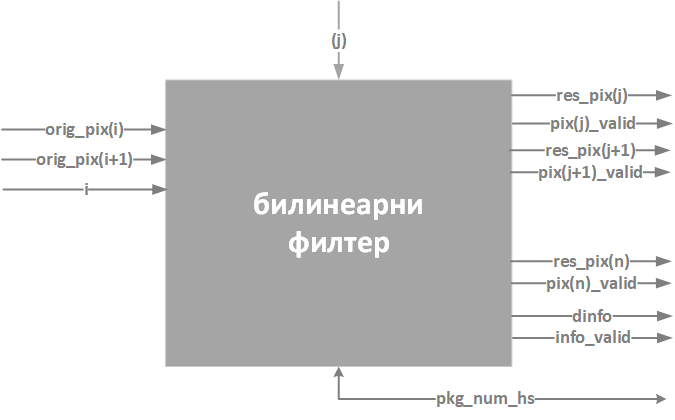 (j)
orig_pix(i)
orig_pix(i+1)
i
билинеарни
филтер
res_pix(j)
pix(j)_valid
res_pix(j+1)
pix(j+1)_valid
res_pix(n)
pix(n)_valid
dinfo
info_valid
pkg_num_hs